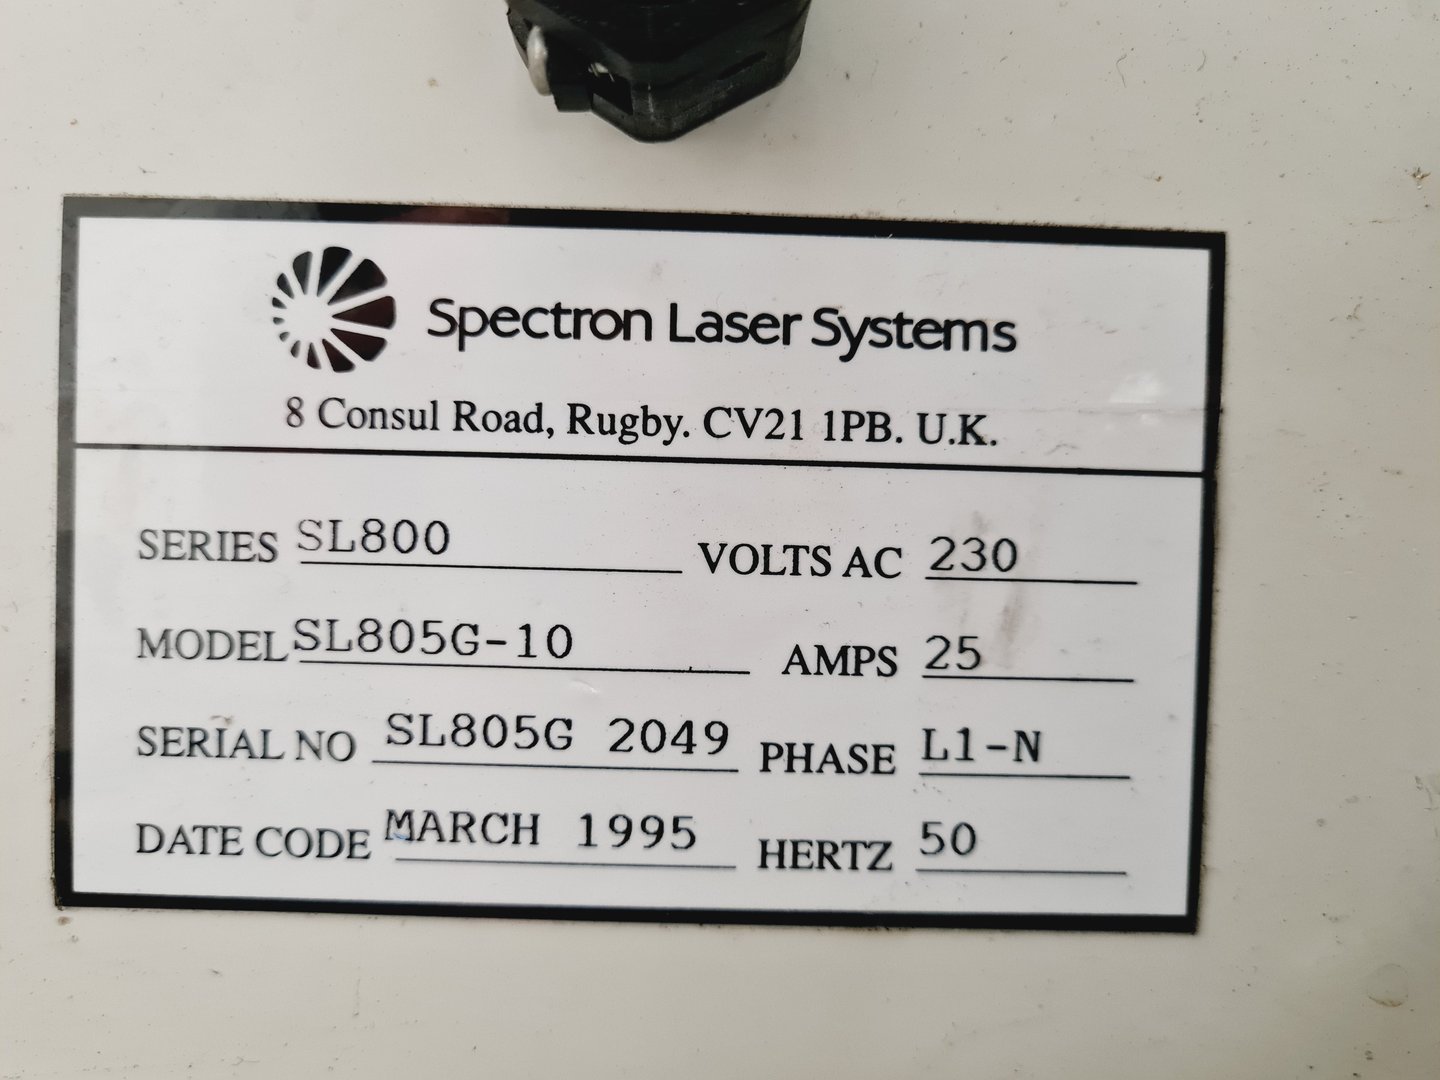 Spectron Laser Systems
8 Consul Road, Rugby. CV21 1PB. U.K.
SERIES SL800 VOLTS AC 230
MODEL SL805G-10 AMPS 25
SERIAL NO SL805G 2049 PHASE L1-N
DATE CODE MARCH 1995 HERTZ 50